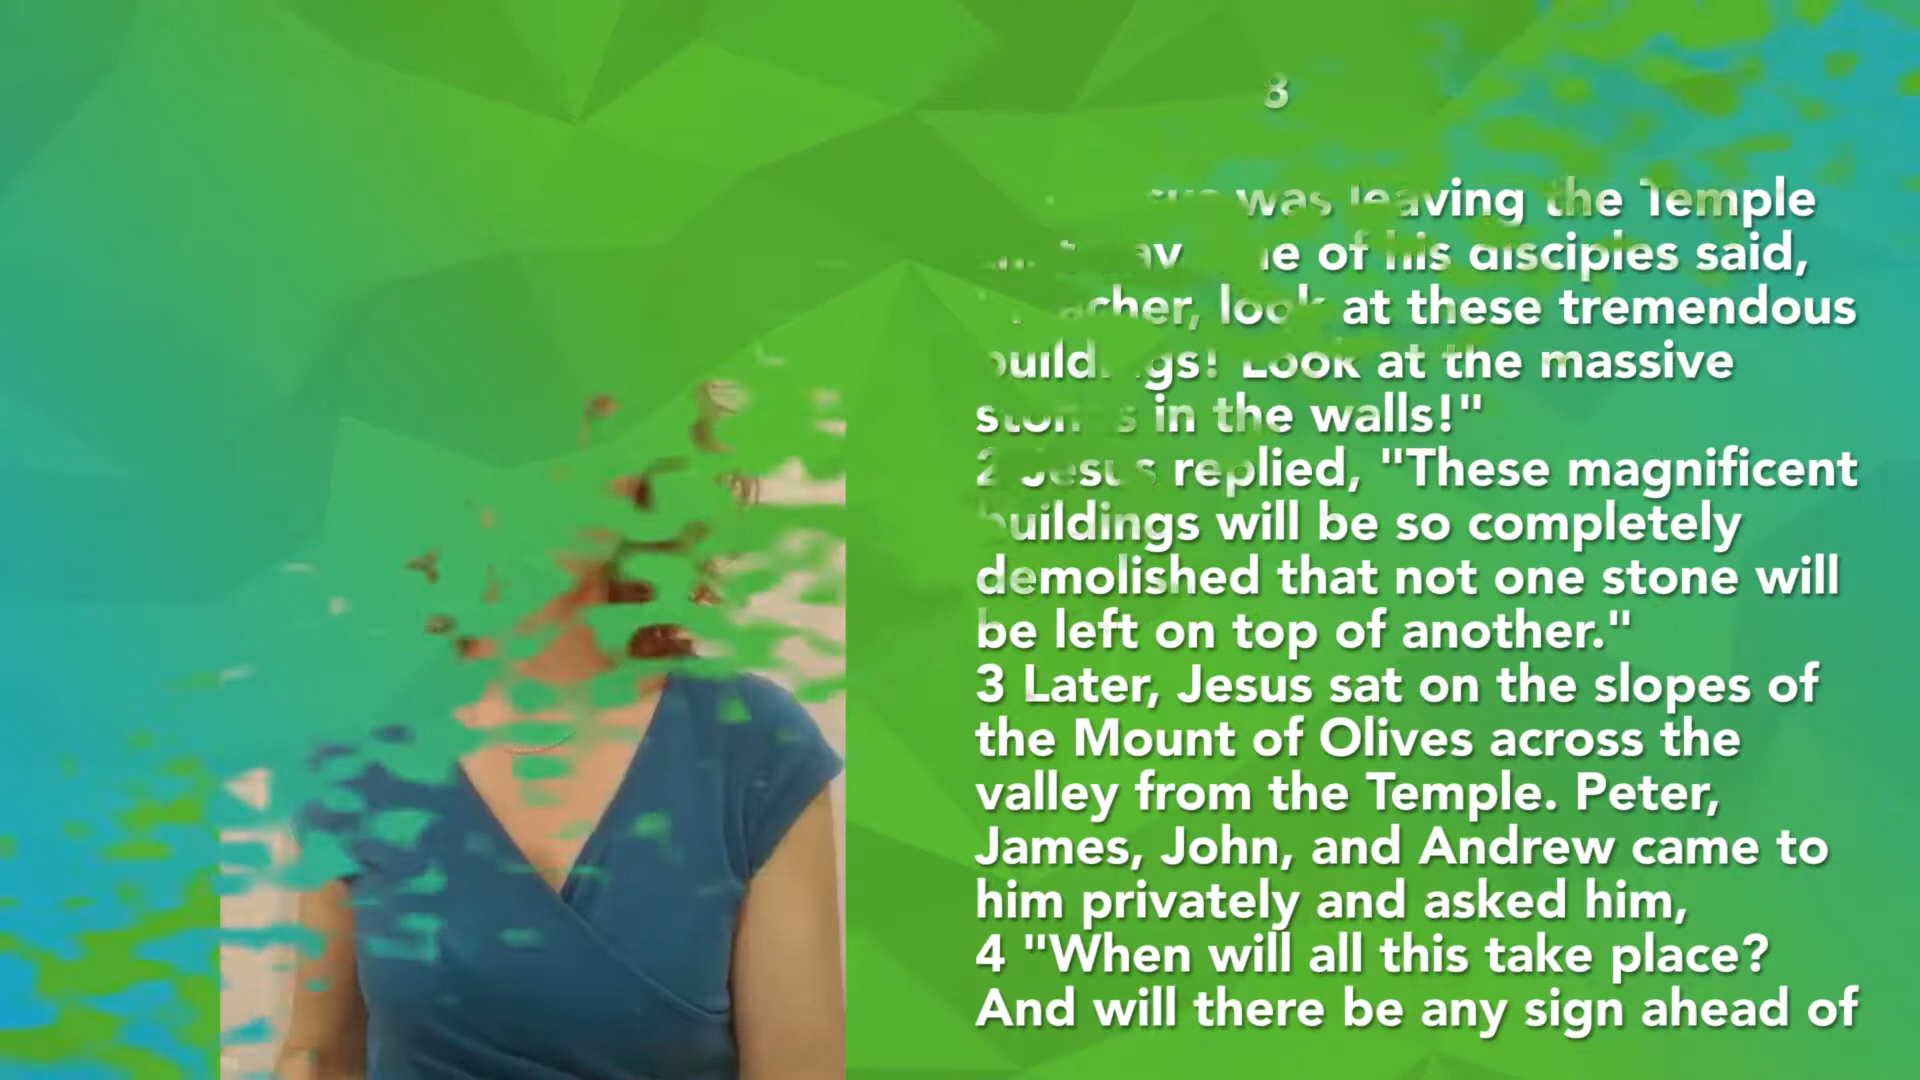 8
was leaving the Temple
of his disciples said,
look at these tremendous
Look at the massive
in the walls!"
2 Jesus replied, "These magnificent
buildings will be so completely
demolished that not one stone will
be left on top of another."
3 Later, Jesus sat on the slopes of
the Mount of Olives across the
valley from the Temple. Peter,
James, John, and Andrew came to
him privately and asked him,
4 "When will all this take place?
And will there be any sign ahead of